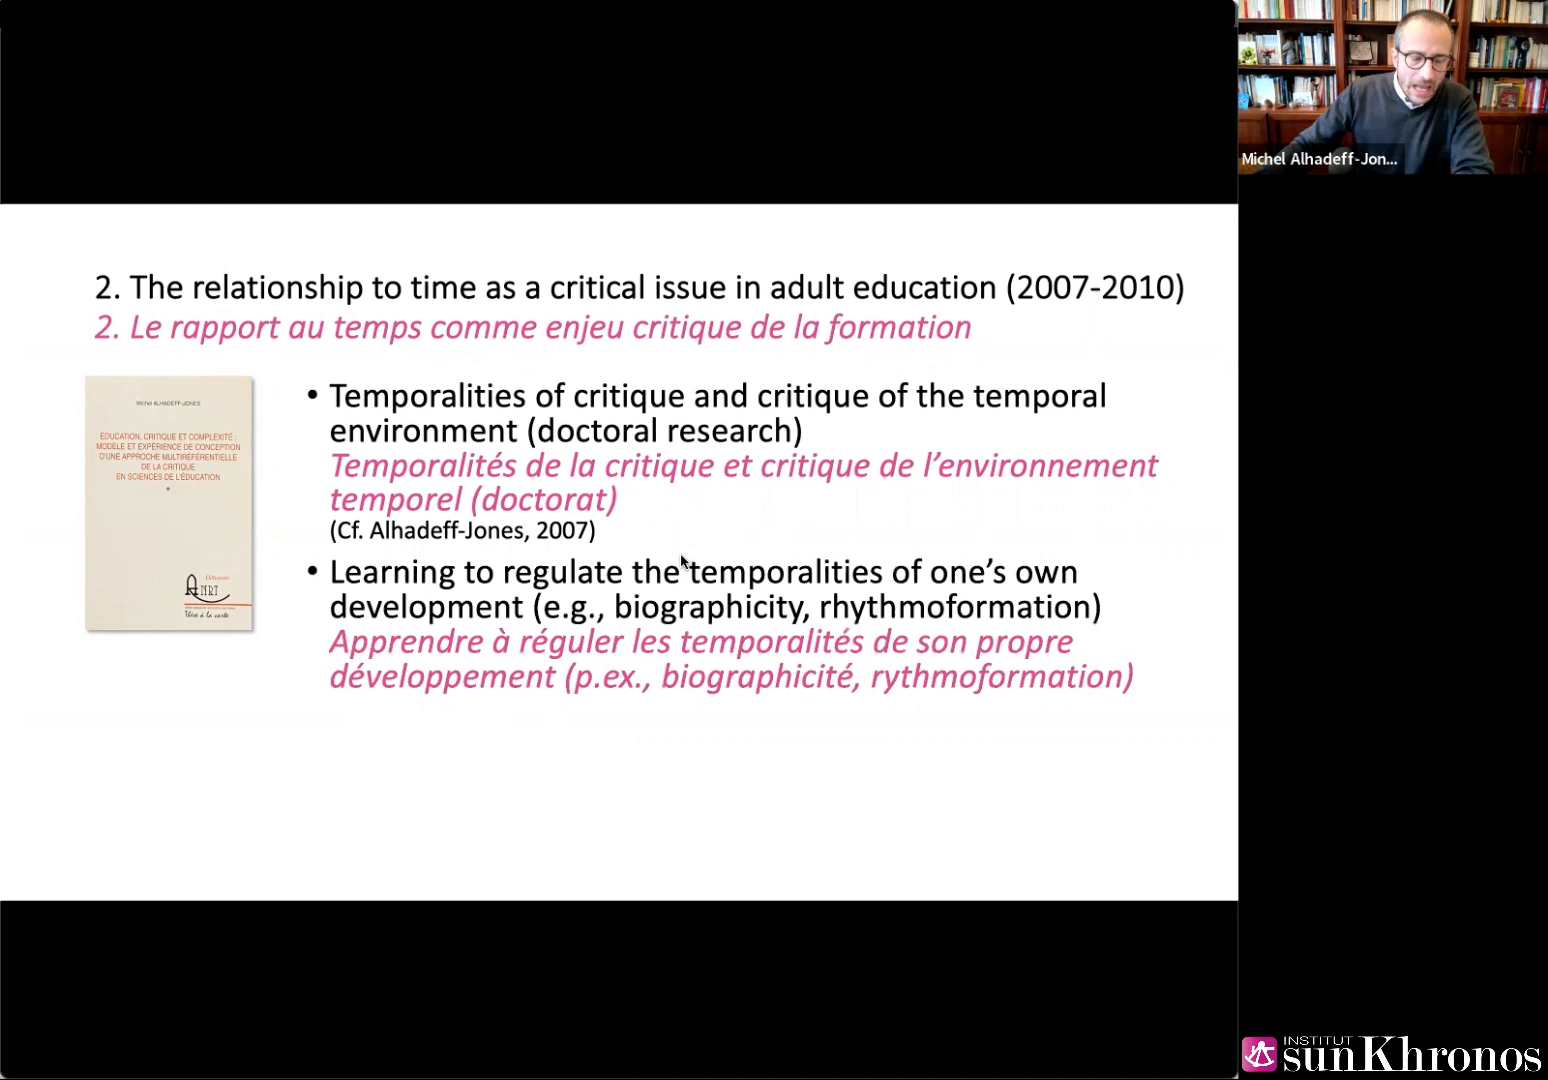 Michel Alhadeff-Jon...
2. The relationship to time as a critical issue in adult education (2007-2010)
2. Le rapport au temps comme enjeu critique de la formation
Michel ALHADEFF-JONES
ÉDUCATION, CRITIQUE ET COMPLEXITÉ :
MODÈLE ET EXPÉRIENCE DE CONCEPTION
D'UNE APPROCHE MULTIRÉFÉRENTIELLE
DE LA CRITIQUE
EN SCIENCES DE L'ÉDUCATION
Diffusion
ANRT
Thèse à la carte
• Temporalities of critique and critique of the temporal
environment (doctoral research)
Temporalités de la critique et critique de l’environnement
temporel (doctorat)
(Cf. Alhadeff-Jones, 2007)
• Learning to regulate the temporalities of one’s own
development (e.g., biographicity, rhythmoformation)
Apprendre à réguler les temporalités de son propre
développement (p.ex., biographicité, rythmoformation)
INSTITUT
sunKhronos